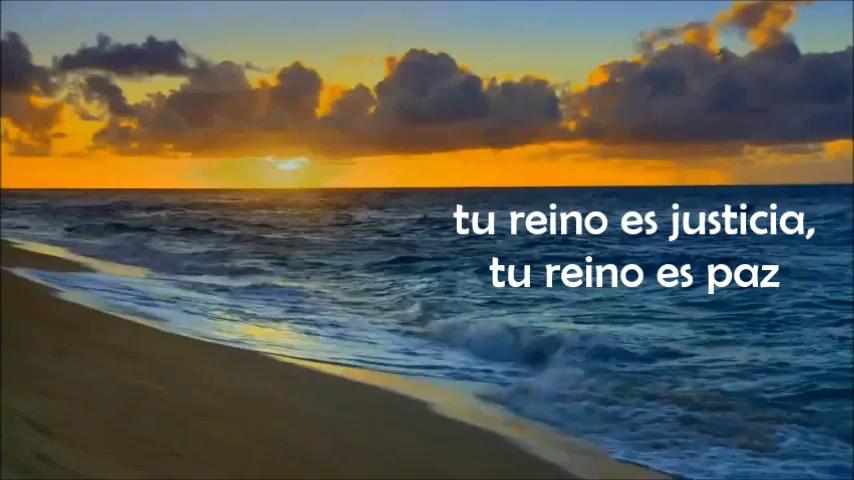 tu reino es justicia,
tu reino es paz